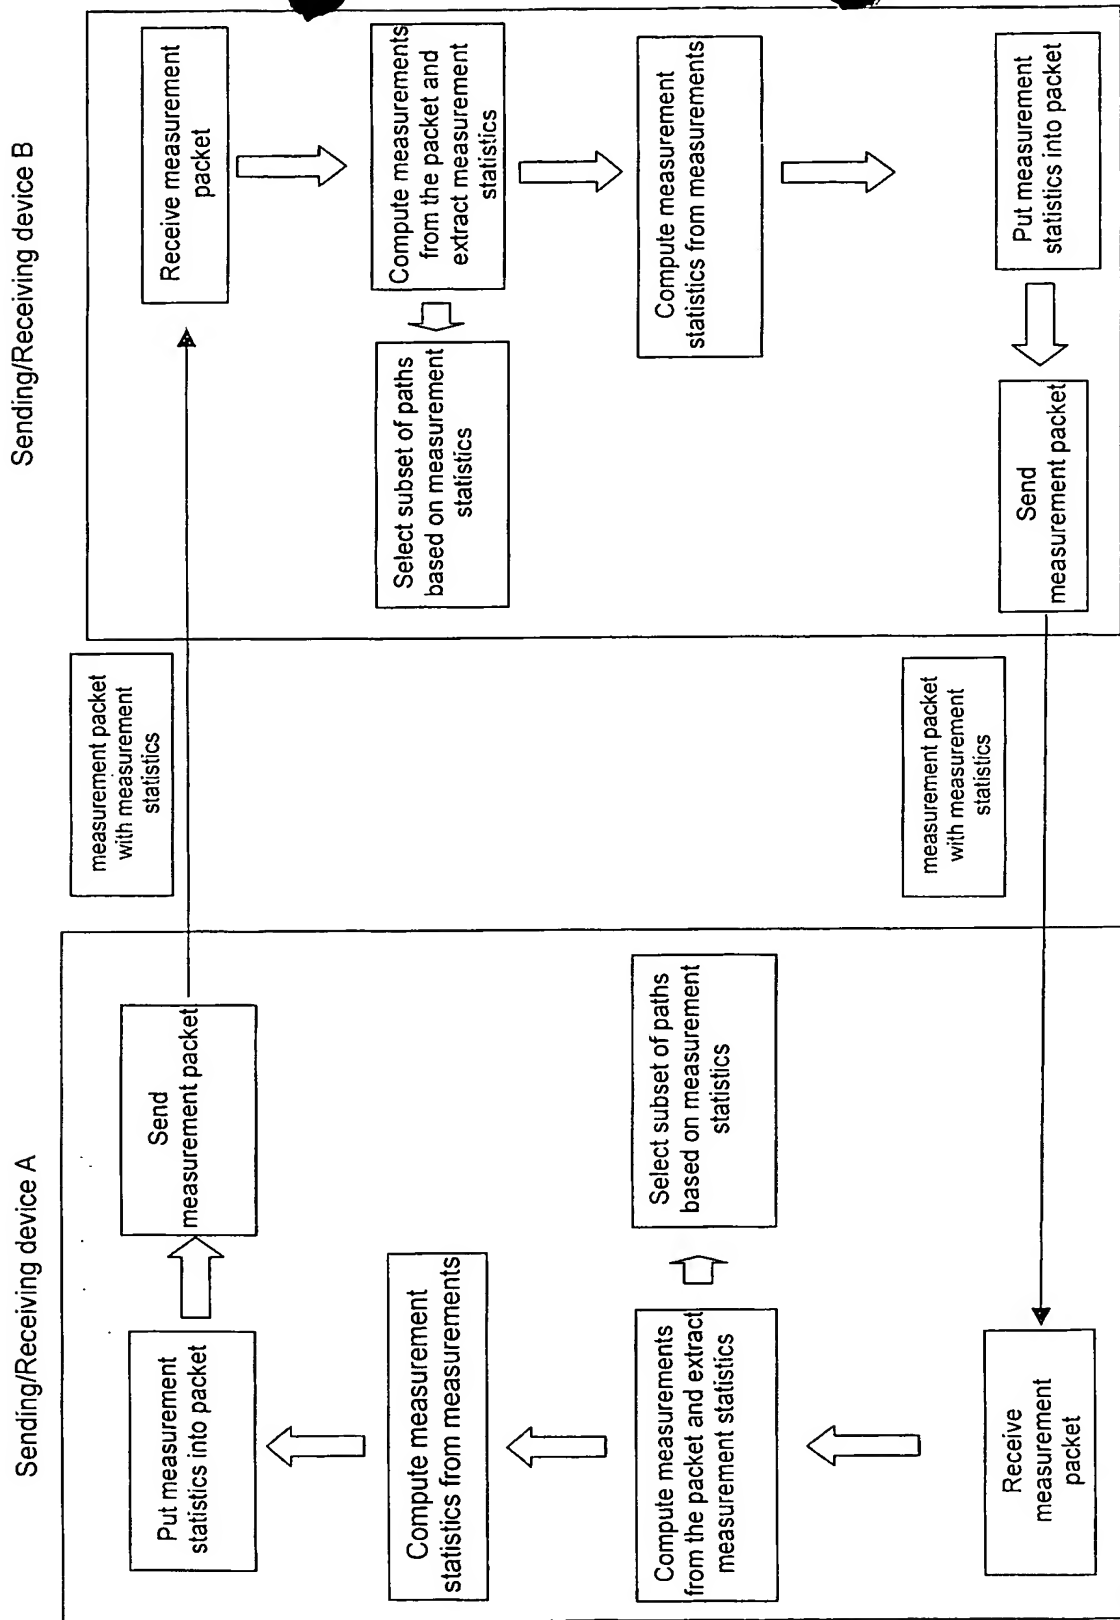 Sending/Receiving device A
Put measurement
statistics into packet
Send
measurement packet
Compute measurement
statistics from measurements
Compute measurements
from the packet and extract
measurement statistics
Select subset of paths
based on measurement
statistics
Receive
measurement
packet
measurement packet
with measurement
statistics
measurement packet
with measurement
statistics
Sending/Receiving device B
Receive measurement
packet
Compute measurements
from the packet and
extract measurement
statistics
Select subset of paths
based on measurement
statistics
Compute measurement
statistics from measurements
Put measurement
statistics into packet
Send
measurement packet